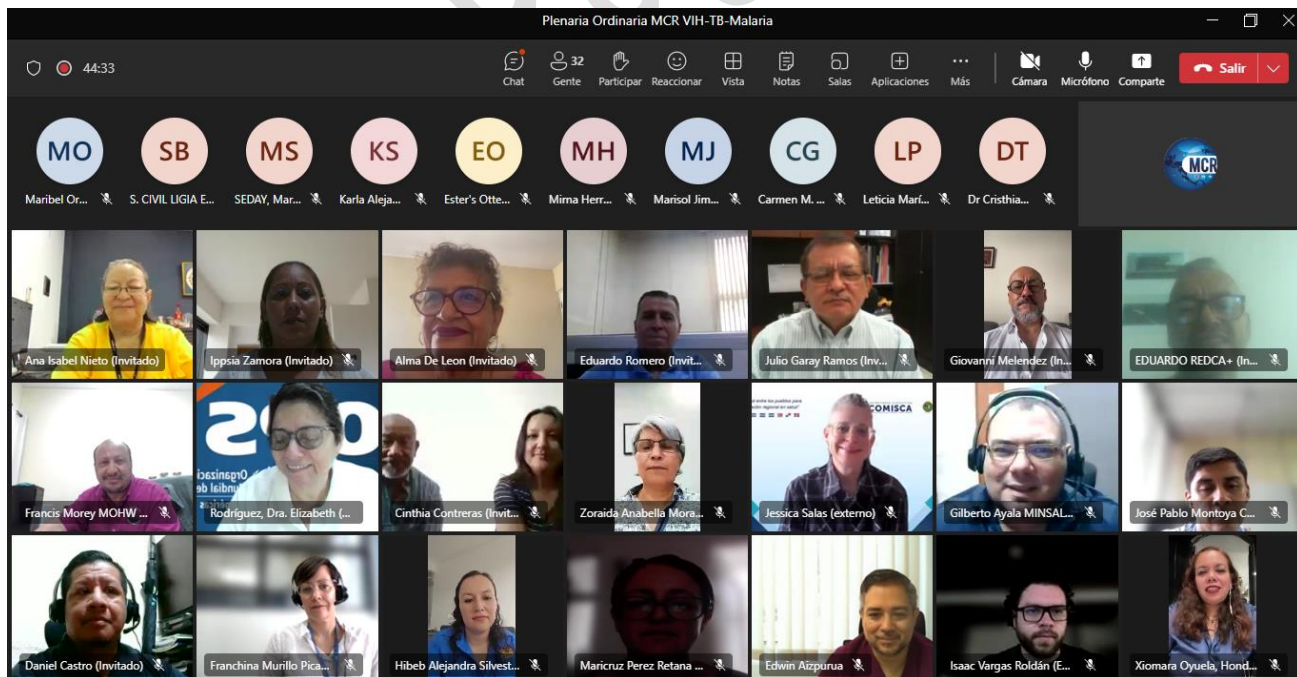 Plenaria Ordinaria MCR VIH-TB-Malaria
44:33
Chat
32
Gente
Participar
Reaccionar
Vista
Notas
Salas
Aplicaciones
Más
Cámara
Micrófono
Comparte
Salir
MO
SB
MS
KS
EO
MH
MJ
CG
LP
DT
MCR
Maribel Or...
S. CIVIL LIGIA E...
SEDAY, Mar...
Karla Aleja...
Ester's Otte...
Mirna Herr...
Marisol Jim...
Carmen M. ...
Leticia Marí...
Dr Cristhia...
Ana Isabel Nieto (Invitado)
Ippsia Zamora (Invitado)
Alma De Leon (Invitado)
Eduardo Romero (Invit...
Julio Garay Ramos (Inv...
Giovanni Melendez (In...
EDUARDO REDCA+ (In...
OPS
Organizació
Mundial de
COMISCA
Francis Morey MOHW ...
Rodríguez, Dra. Elizabeth (...
Cinthia Contreras (Invit...
Zoraida Anabella Mora...
Jessica Salas (externo)
Gilberto Ayala MINSAL...
José Pablo Montoya C...
Daniel Castro (Invitado)
Franchina Murillo Pica...
Hibeb Alejandra Silvest...
Maricruz Perez Retana ...
Edwin Aizpurua
Isaac Vargas Roldán (E...
Xiomara Oyuela, Hond...